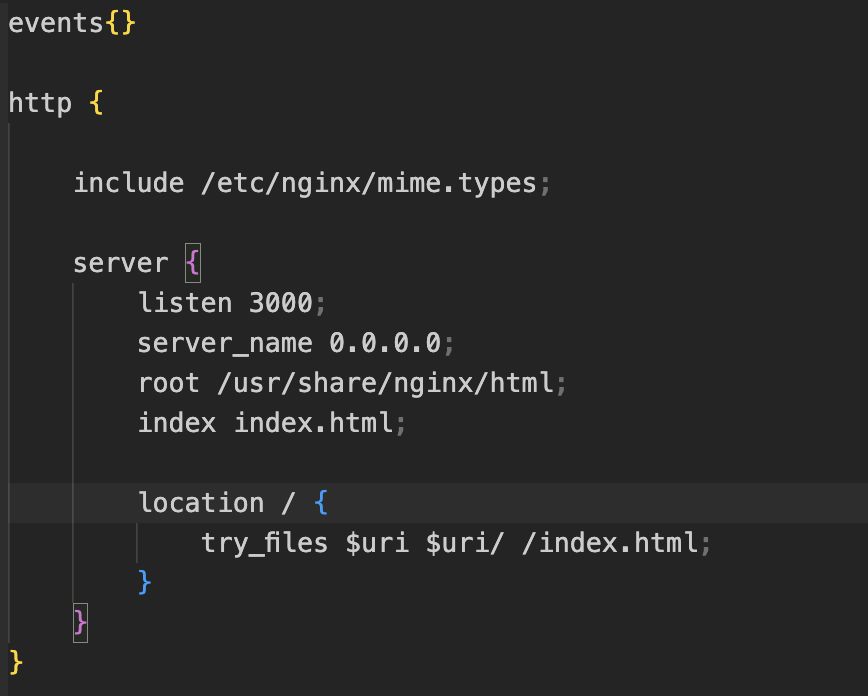 events{}
http {
include /etc/nginx/mime.types;
server {
listen 3000;
server_name 0.0.0.0;
root /usr/share/nginx/html;
index index.html;
location / {
try_files $uri $uri/ /index.html;
}
}
}